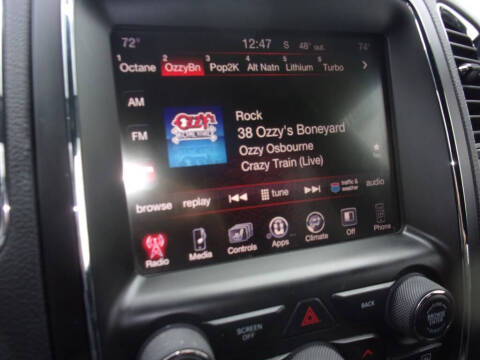 72° 12:47 S 48° out. 74°
1 2 3 4 5 6
Octane OzzyBn Pop2K Alt Natn Lithium Turbo
AM
FM
Ozzy
Rock
38 Ozzy's Boneyard
Ozzy Osbourne
Crazy Train (Live)
browse replay tune traffic & weather audio
Radio Media Controls Apps Climate Off Phone
SCREEN OFF
BACK
BROWSE